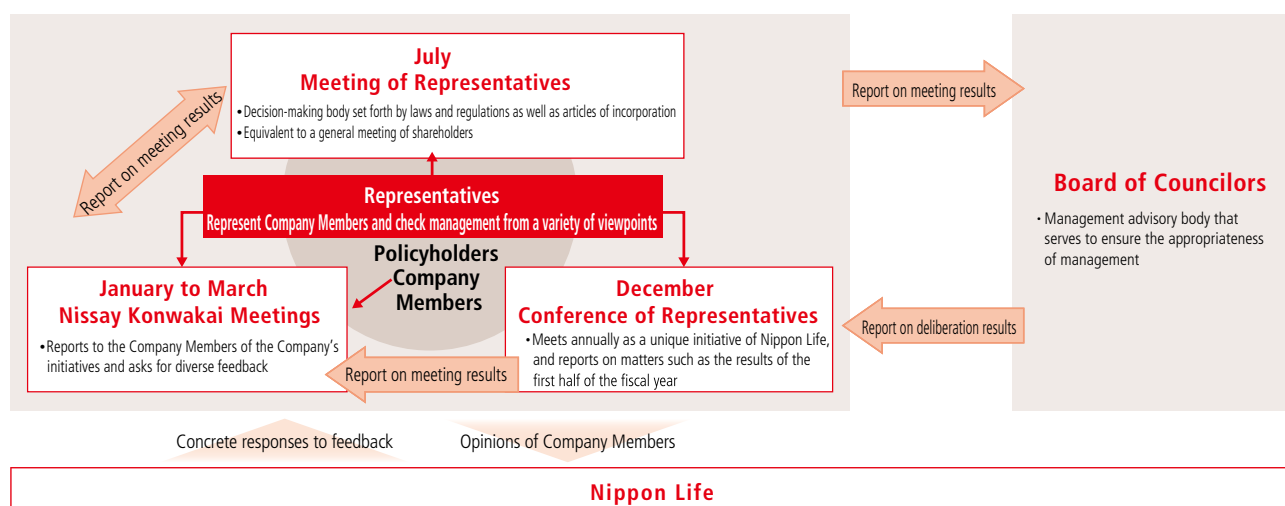 July
Meeting of Representatives
•Decision-making body set forth by laws and regulations as well as articles of incorporation
•Equivalent to a general meeting of shareholders
Report on meeting results
Report on meeting results
Representatives
Represent Company Members and check management from a variety of viewpoints
Policyholders
Company
Members
January to March
Nissay Konwakai Meetings
•Reports to the Company Members of the Company's
initiatives and asks for diverse feedback
Report on meeting results
December
Conference of Representatives
•Meets annually as a unique initiative of Nippon Life,
and reports on matters such as the results of the
first half of the fiscal year
Board of Councilors
• Management advisory body that
serves to ensure the appropriateness
of management
Report on deliberation results
Concrete responses to feedback
Opinions of Company Members
Nippon Life